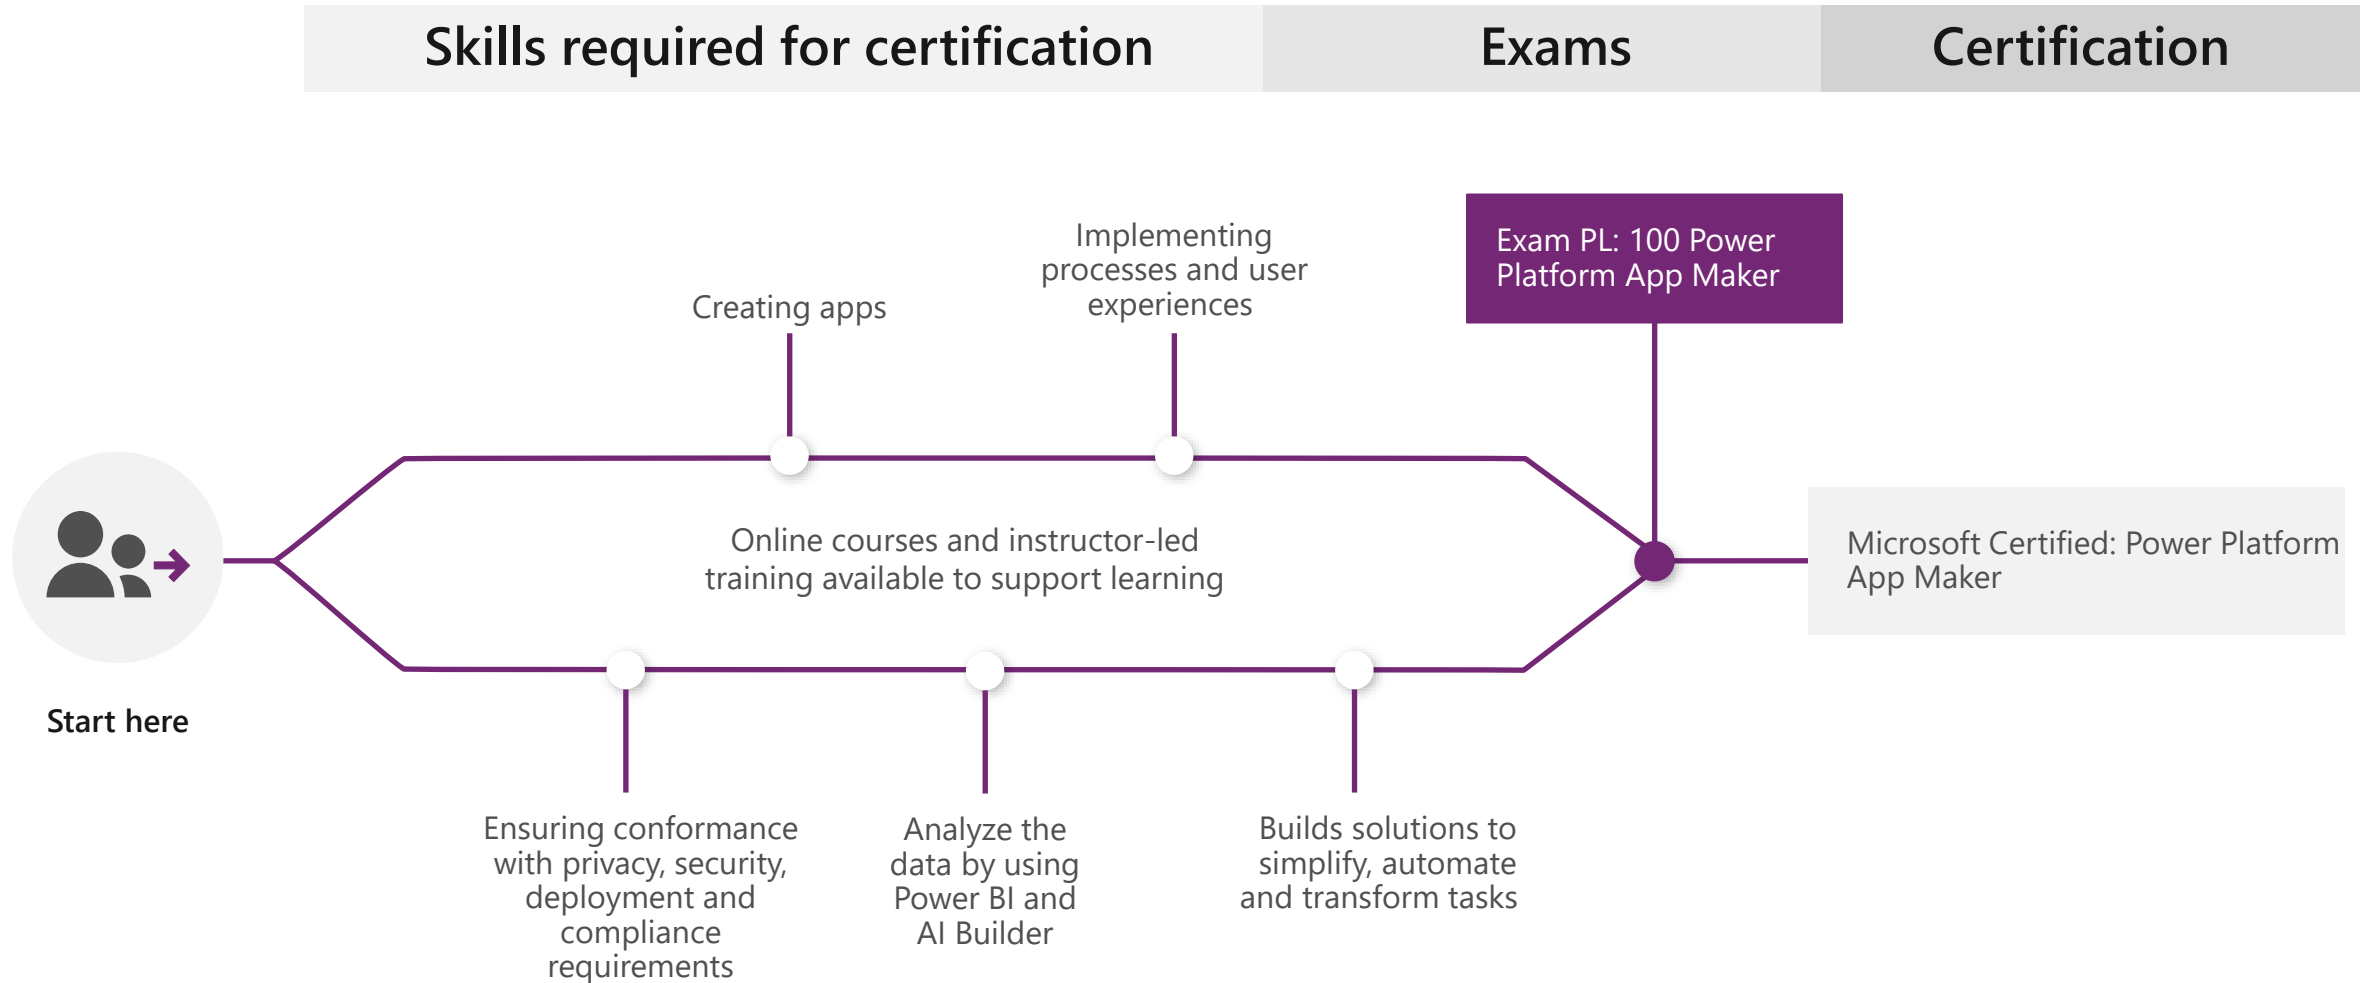 Skills required for certification
Exams
Certification
Implementing
processes and user
experiences
Creating apps
Exam PL: 100 Power
Platform App Maker
Online courses and instructor-led
training available to support learning
Microsoft Certified: Power Platform
App Maker
Start here
Ensuring conformance
with privacy, security,
deployment and
compliance
requirements
Analyze the
data by using
Power BI and
AI Builder
Builds solutions to
simplify, automate
and transform tasks